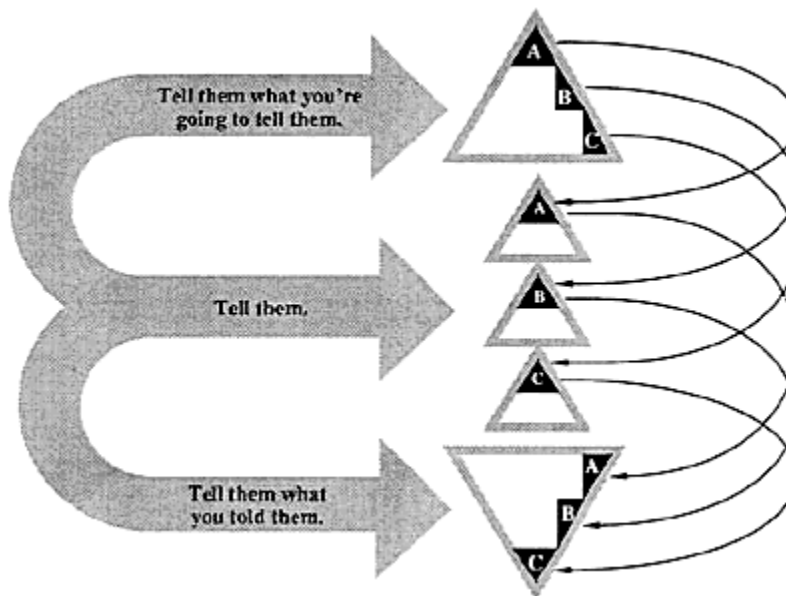 Tell them what you're
going to tell them.
A
B
C
A
Tell them.
B
C
Tell them what
you told them.
A
B
C